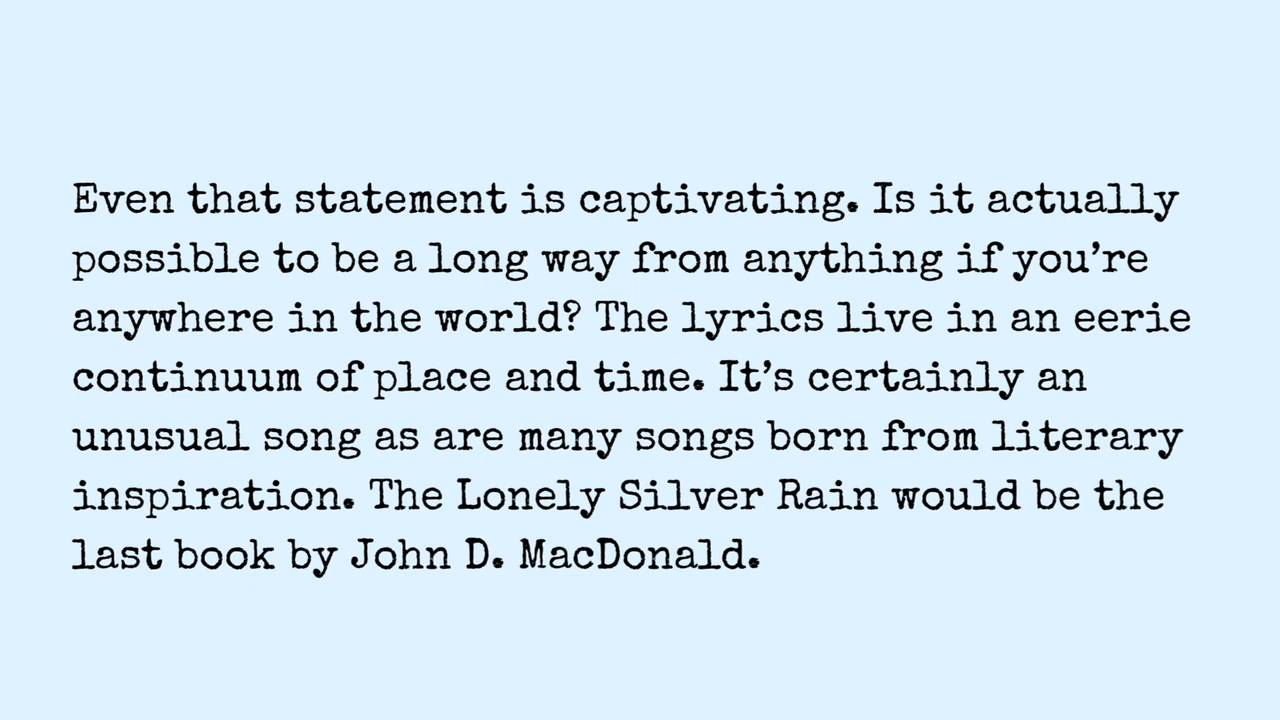 Even that statement is captivating. Is it actually
possible to be a long way from anything if you’re
anywhere in the world? The lyrics live in an eerie
continuum of place and time. It’s certainly an
unusual song as are many songs born from literary
inspiration. The Lonely Silver Rain would be the
last book by John D. MacDonald.